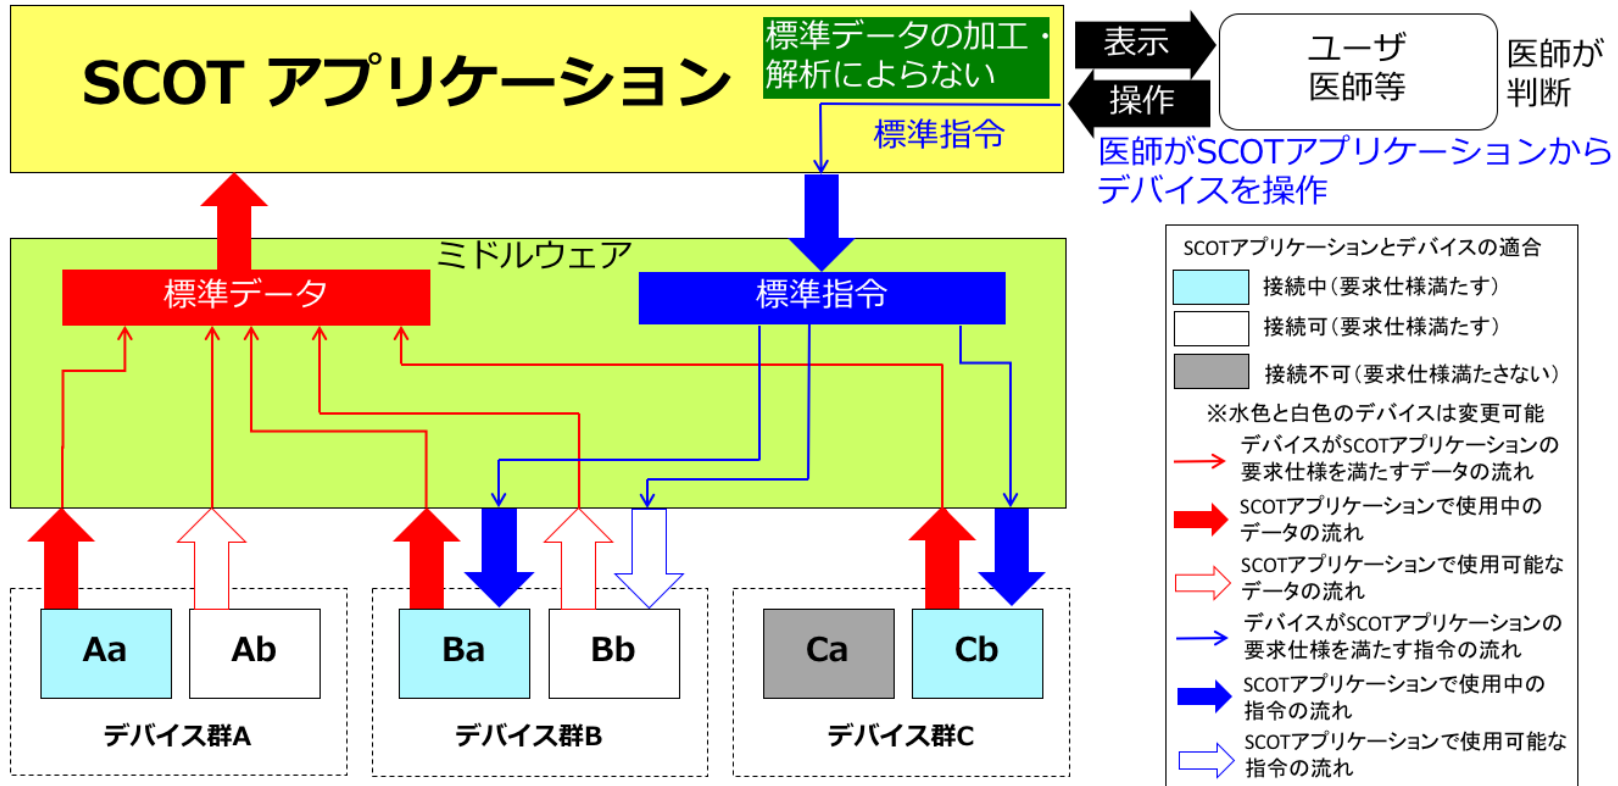 SCOT アプリケーション
標準データの加工・
解析によらない
標準指令
表示
操作
ユーザ
医師等
医師が
判断
医師がSCOTアプリケーションから
デバイスを操作
ミドルウェア
標準データ
標準指令
Aa
Ab
デバイス群A
Ba
Bb
デバイス群B
Ca
Cb
デバイス群C
SCOTアプリケーションとデバイスの適合
接続中(要求仕様満たす)
接続可(要求仕様満たす)
接続不可(要求仕様満たさない)
※水色と白色のデバイスは変更可能
デバイスがSCOTアプリケーションの
要求仕様を満たすデータの流れ
SCOTアプリケーションで使用中の
データの流れ
SCOTアプリケーションで使用可能な
データの流れ
デバイスがSCOTアプリケーションの
要求仕様を満たす指令の流れ
SCOTアプリケーションで使用中の
指令の流れ
SCOTアプリケーションで使用可能な
指令の流れ